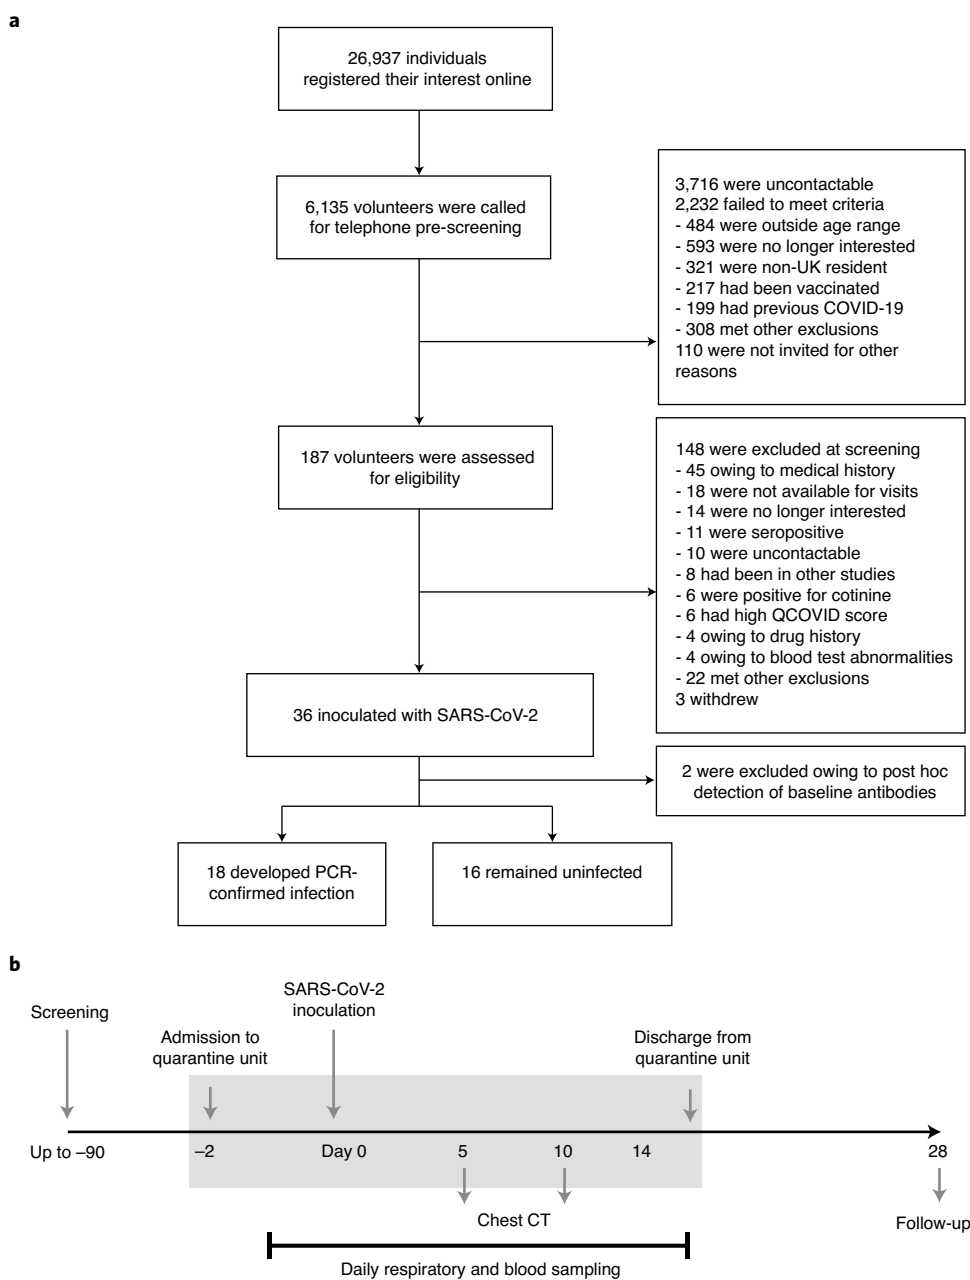 a
26,937 individuals
registered their interest online
6,135 volunteers were called
for telephone pre-screening
3,716 were uncontactable
2,232 failed to meet criteria
- 484 were outside age range
- 593 were no longer interested
- 321 were non-UK resident
- 217 had been vaccinated
- 199 had previous COVID-19
- 308 met other exclusions
110 were not invited for other
reasons
187 volunteers were assessed
for eligibility
148 were excluded at screening
- 45 owing to medical history
- 18 were not available for visits
- 14 were no longer interested
- 11 were seropositive
- 10 were uncontactable
- 8 had been in other studies
- 6 were positive for cotinine
- 6 had high QCOVID score
- 4 owing to drug history
- 4 owing to blood test abnormalities
- 22 met other exclusions
3 withdrew
36 inoculated with SARS-CoV-2
2 were excluded owing to post hoc
detection of baseline antibodies
18 developed PCR-
confirmed infection
16 remained uninfected
b
Screening
Admission to
quarantine unit
SARS-CoV-2
inoculation
Discharge from
quarantine unit
Up to –90
–2
Day 0
5
10
14
28
Chest CT
Follow-up
Daily respiratory and blood sampling